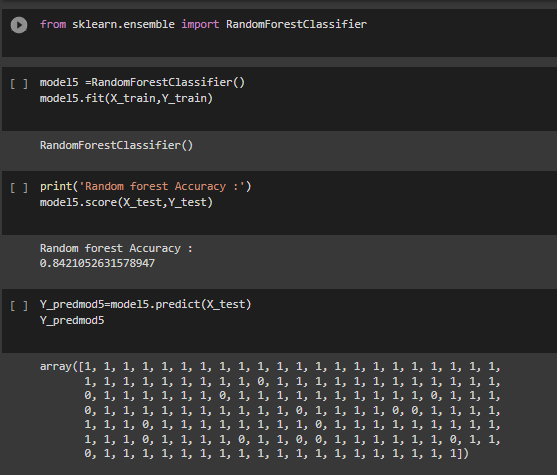 from sklearn.ensemble import RandomForestClassifier
[ ] model5 =RandomForestClassifier()
model5.fit(X_train,Y_train)
RandomForestClassifier()
[ ] print('Random forest Accuracy :')
model5.score(X_test,Y_test)
Random forest Accuracy :
0.8421052631578947
[ ] Y_predmod5=model5.predict(X_test)
Y_predmod5
array([1, 1, 1, 1, 1, 1, 1, 1, 1, 1, 1, 1, 1, 1, 1, 1, 1, 1, 1, 1, 1, 1,
1, 1, 1, 1, 1, 1, 1, 1, 1, 0, 1, 1, 1, 1, 1, 1, 1, 1, 1, 1, 1, 1,
0, 1, 1, 1, 1, 1, 1, 0, 1, 1, 1, 1, 1, 1, 1, 1, 1, 1, 0, 1, 1, 1,
0, 1, 1, 1, 1, 1, 1, 1, 1, 1, 1, 0, 1, 1, 1, 1, 0, 0, 1, 1, 1, 1,
1, 1, 1, 0, 1, 1, 1, 1, 1, 1, 1, 1, 0, 1, 1, 1, 1, 1, 1, 1, 1, 1,
1, 1, 1, 0, 1, 1, 1, 1, 0, 1, 1, 0, 0, 1, 1, 1, 1, 1, 1, 0, 1, 1,
0, 1, 1, 1, 1, 1, 1, 1, 1, 1, 1, 1, 1, 1, 1, 1, 1, 1, 1, 1])